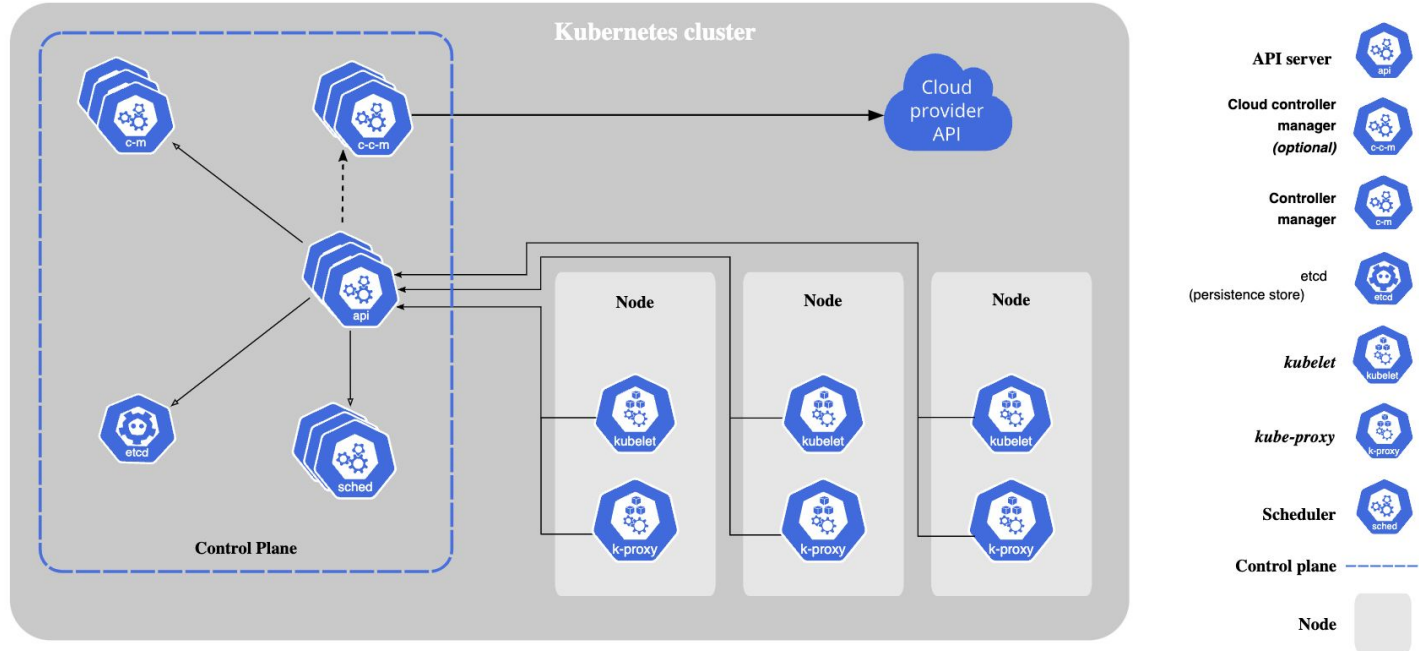 Kubernetes cluster
c-m
c-c-m
Cloud
provider
API
api
etcd
sched
Control Plane
Node
kubelet
k-proxy
Node
kubelet
k-proxy
Node
kubelet
k-proxy
API server
api
Cloud controller
manager
(optional)
c-c-m
Controller
manager
c-m
etcd
(persistence store)
etcd
kubelet
kubelet
kube-proxy
k-proxy
Scheduler
sched
Control plane
Node